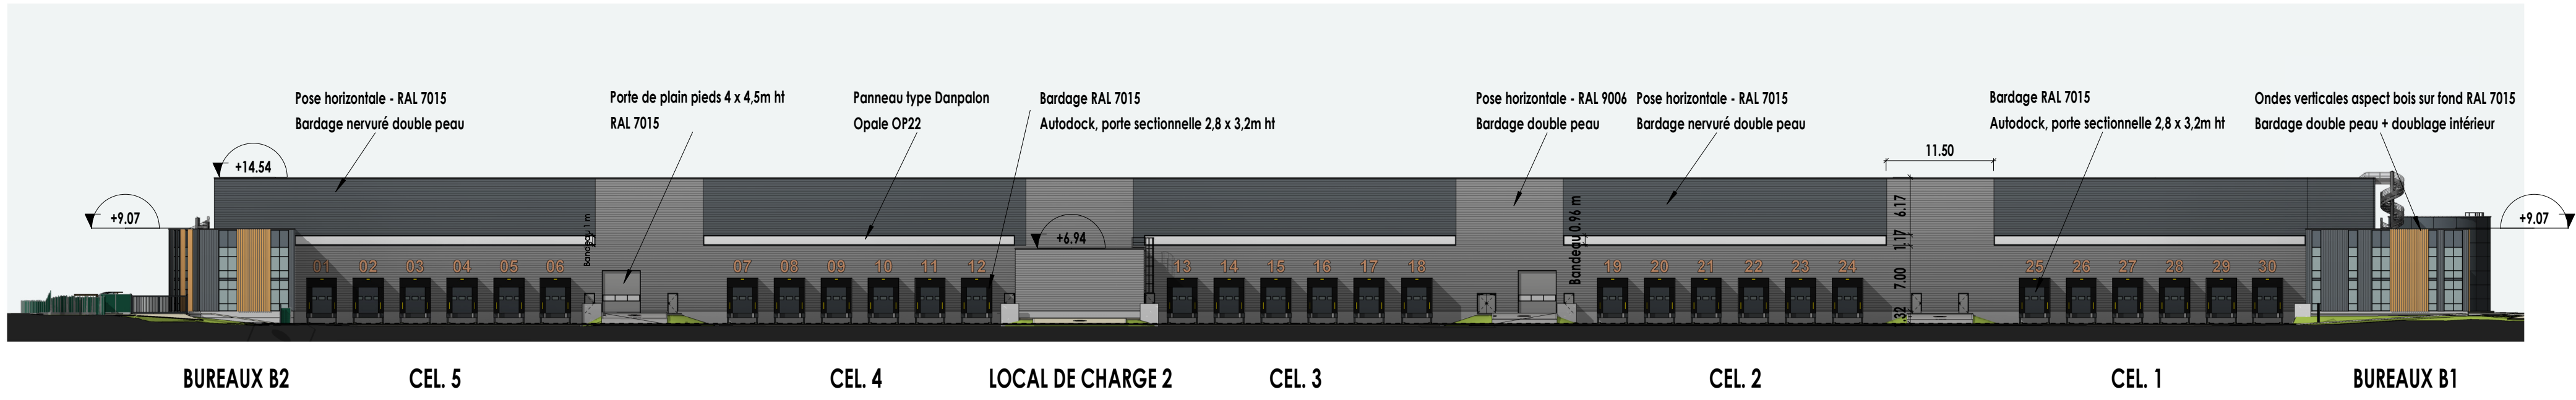 Pose horizontale - RAL 7015
Bardage nervuré double peau
Porte de plain pieds 4 x 4,5m ht
RAL 7015
Panneau type Danpalon
Opale OP22
Bardage RAL 7015
Autodock, porte sectionnelle 2,8 x 3,2m ht
Pose horizontale - RAL 9006
Bardage double peau
Pose horizontale - RAL 7015
Bardage nervuré double peau
Bardage RAL 7015
Autodock, porte sectionnelle 2,8 x 3,2m ht
Ondes verticales aspect bois sur fond RAL 7015
Bardage double peau + doublage intérieur
11.50
+14.54
+9.07
+6.94
+9.07
Bandeau 1 m
Bandeau 0.96 m
6.17
1.17
7.00
01 02 03 04 05 06 07 08 09 10 11 12 13 14 15 16 17 18 19 20 21 22 23 24 25 26 27 28 29 30
BUREAUX B2 CEL. 5 CEL. 4 LOCAL DE CHARGE 2 CEL. 3 CEL. 2 CEL. 1 BUREAUX B1